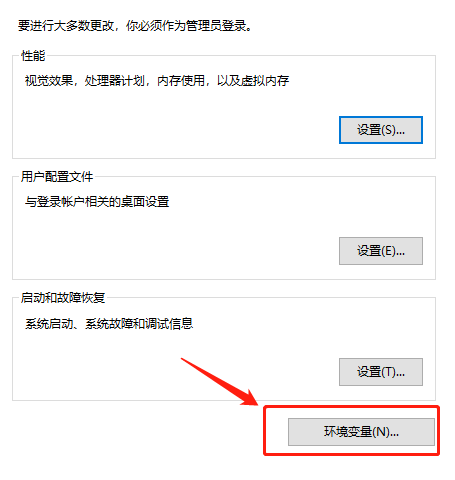 要进行大多数更改，你必须作为管理员登录。
性能
视觉效果，处理器计划，内存使用，以及虚拟内存
设置(S)...
用户配置文件
与登录帐户相关的桌面设置
设置(E)...
启动和故障恢复
系统启动、系统故障和调试信息
设置(T)...
环境变量(N)...